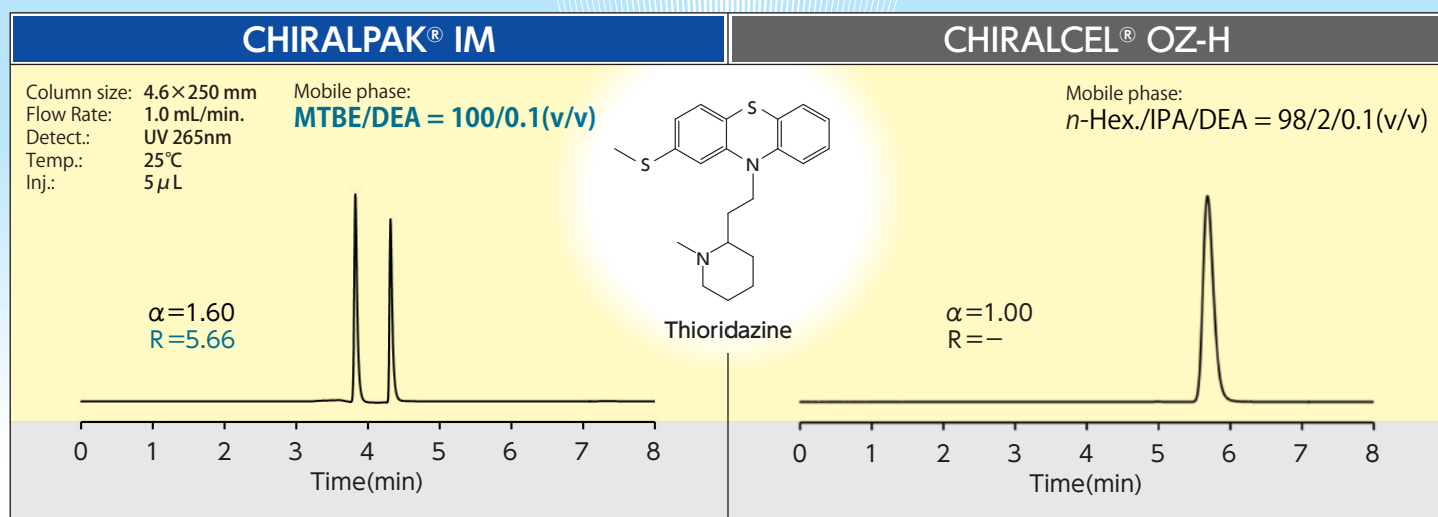 CHIRALPAK® IM
CHIRALCEL® OZ-H
Column size: 4.6×250 mm
Flow Rate: 1.0 mL/min.
Detect.: UV 265nm
Temp.: 25℃
Inj.: 5μL
Mobile phase:
MTBE/DEA = 100/0.1(v/v)
α=1.60
R=5.66
0 1 2 3 4 5 6 7 8
Time(min)
S
S
N
N
Thioridazine
Mobile phase:
n-Hex./IPA/DEA = 98/2/0.1(v/v)
α=1.00
R=−
0 1 2 3 4 5 6 7 8
Time(min)